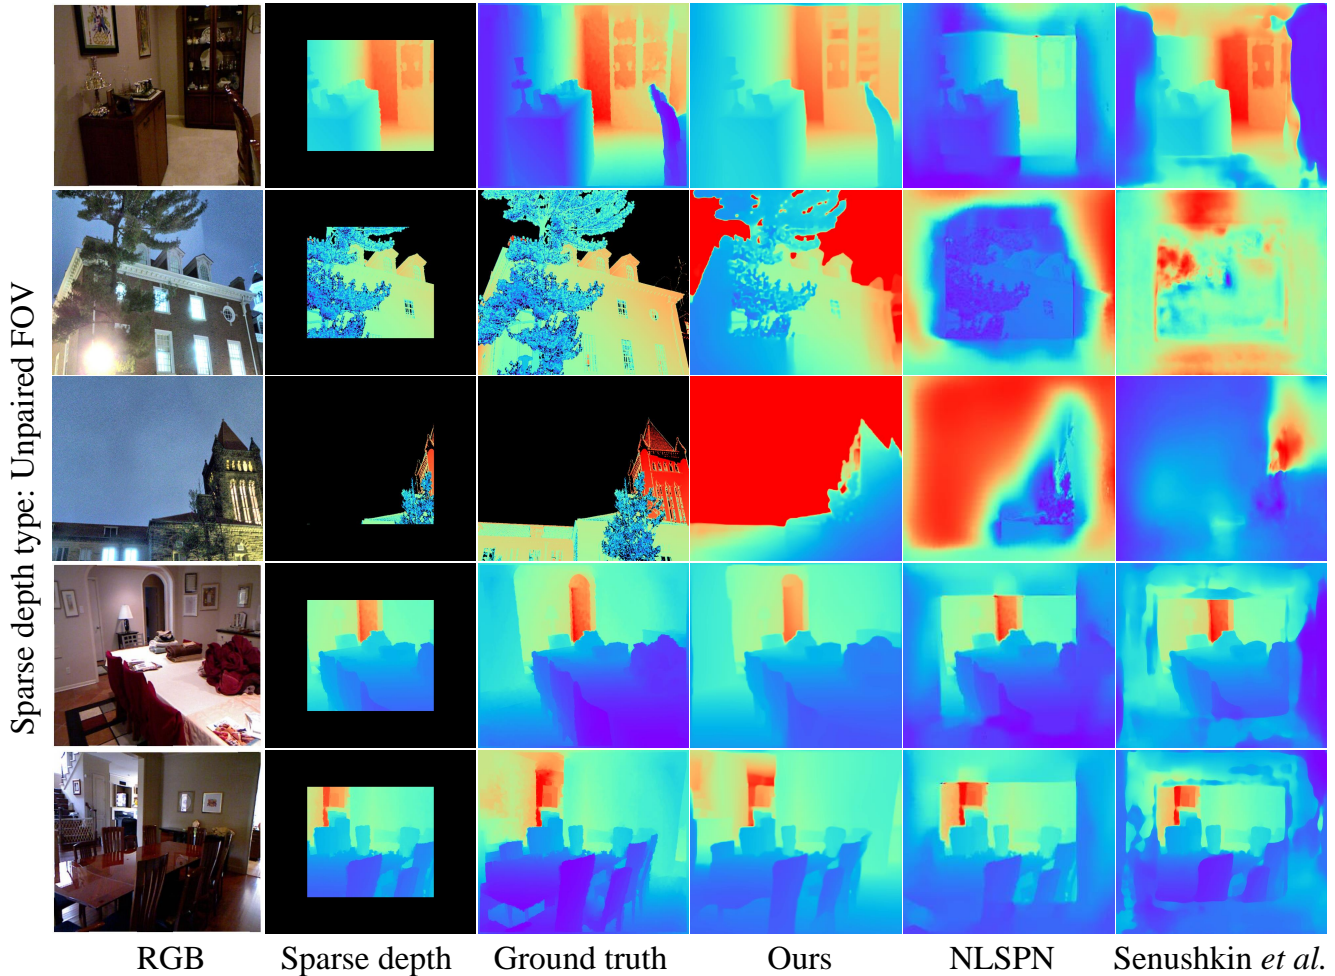 Sparse depth type: Unpaired FOV
RGB
Sparse depth
Ground truth
Ours
NLSPN
Senushkin et al.